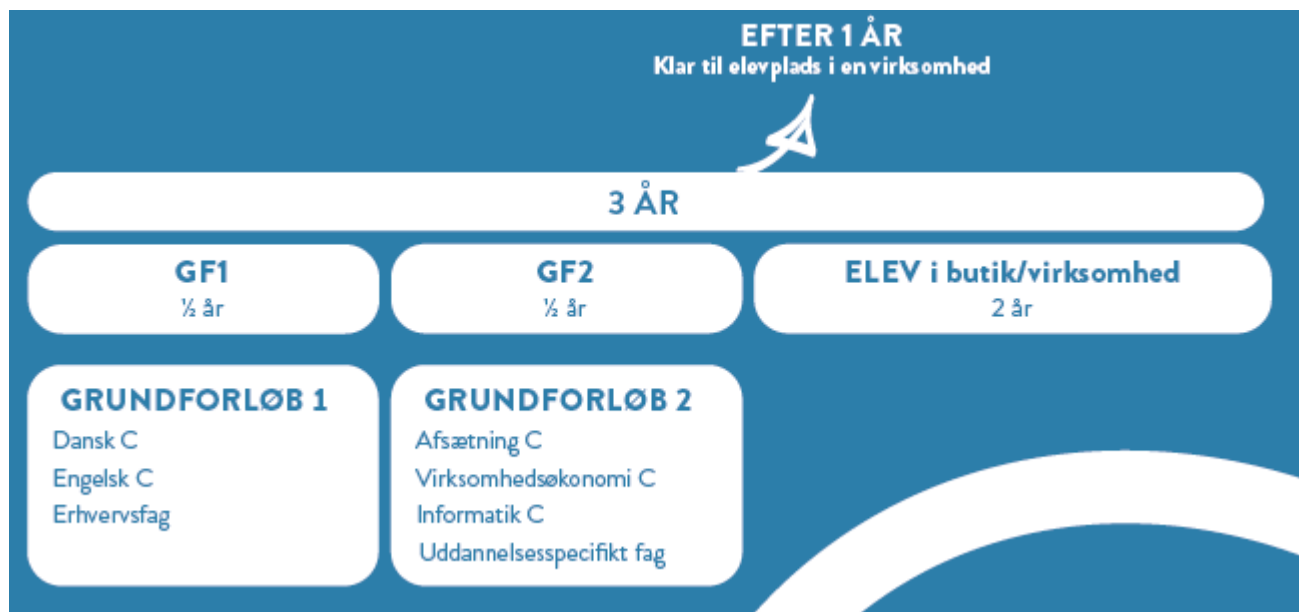 EFTER 1 ÅR
Klar til elevplads i en virksomhed
3 ÅR
GF1
½ år
GF2
½ år
ELEV i butik/virksomhed
2 år
GRUNDFORLØB 1
Dansk C
Engelsk C
Erhvervsfag
GRUNDFORLØB 2
Afsætning C
Virksomhedsøkonomi C
Informatik C
Uddannelsesspecifikt fag